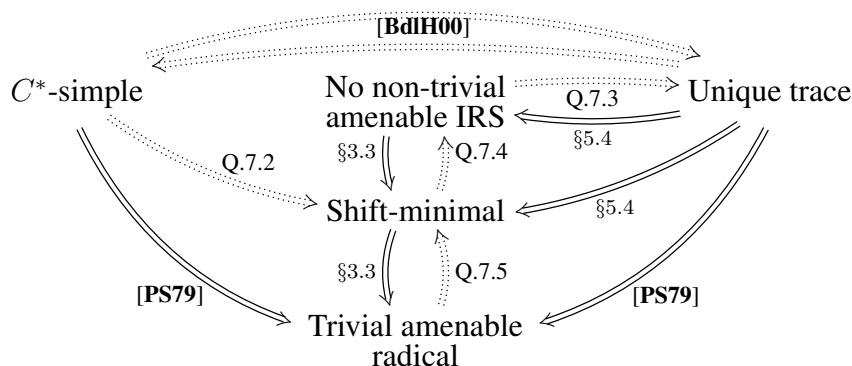 [BdlH00]
C*-simple
No non-trivial
amenable IRS
Q.7.3
Unique trace
§5.4
§3.3
Q.7.4
Q.7.2
Shift-minimal
§5.4
§3.3
Q.7.5
[PS79]
[PS79]
Trivial amenable
radical